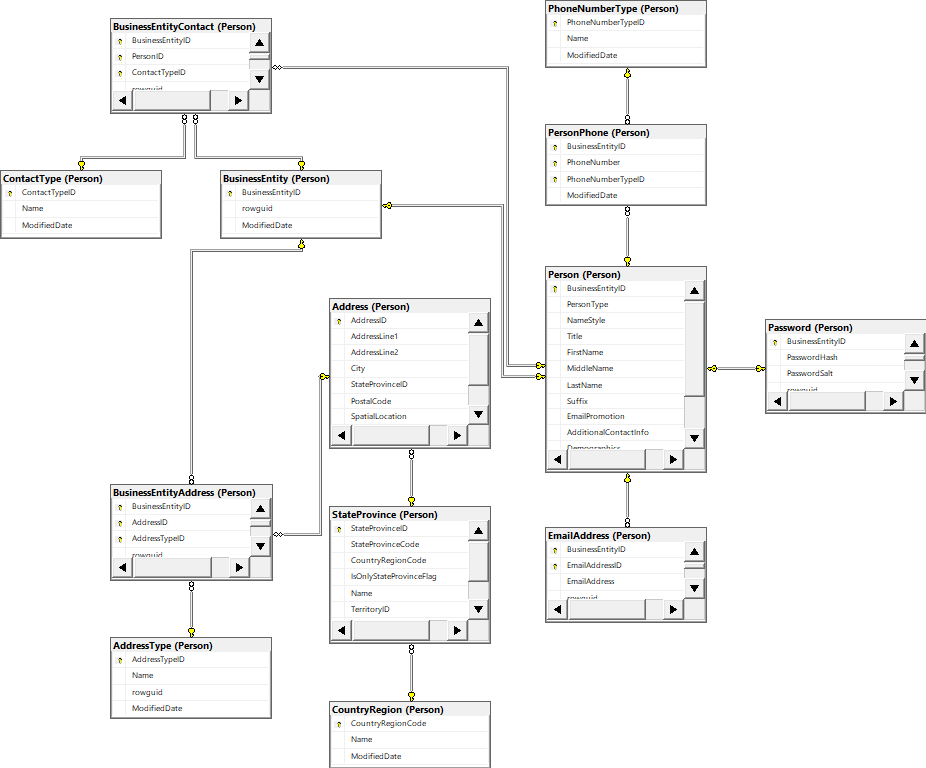 BusinessEntityContact (Person)
BusinessEntityID
PersonID
ContactTypeID
rowguid
PhoneNumberType (Person)
PhoneNumberTypeID
Name
ModifiedDate
PersonPhone (Person)
BusinessEntityID
PhoneNumber
PhoneNumberTypeID
ModifiedDate
ContactType (Person)
ContactTypeID
Name
ModifiedDate
BusinessEntity (Person)
BusinessEntityID
rowguid
ModifiedDate
Person (Person)
BusinessEntityID
PersonType
NameStyle
Title
FirstName
MiddleName
LastName
Suffix
EmailPromotion
AdditionalContactInfo
Demographics
Address (Person)
AddressID
AddressLine1
AddressLine2
City
StateProvinceID
PostalCode
SpatialLocation
Password (Person)
BusinessEntityID
PasswordHash
PasswordSalt
rowguid
BusinessEntityAddress (Person)
BusinessEntityID
AddressID
AddressTypeID
rowguid
StateProvince (Person)
StateProvinceID
StateProvinceCode
CountryRegionCode
IsOnlyStateProvinceFlag
Name
TerritoryID
EmailAddress (Person)
BusinessEntityID
EmailAddressID
EmailAddress
rowguid
AddressType (Person)
AddressTypeID
Name
rowguid
ModifiedDate
CountryRegion (Person)
CountryRegionCode
Name
ModifiedDate